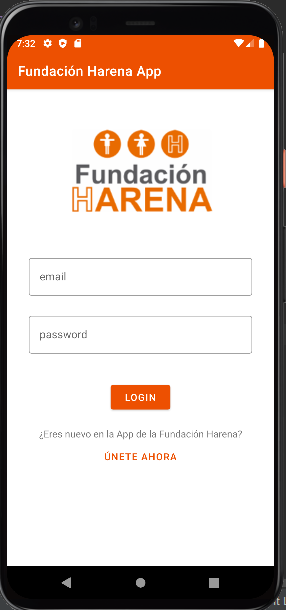 7:32
Fundación Harena App
Fundación
HARENA
email
password
LOGIN
¿Eres nuevo en la App de la Fundación Harena?
ÚNETE AHORA